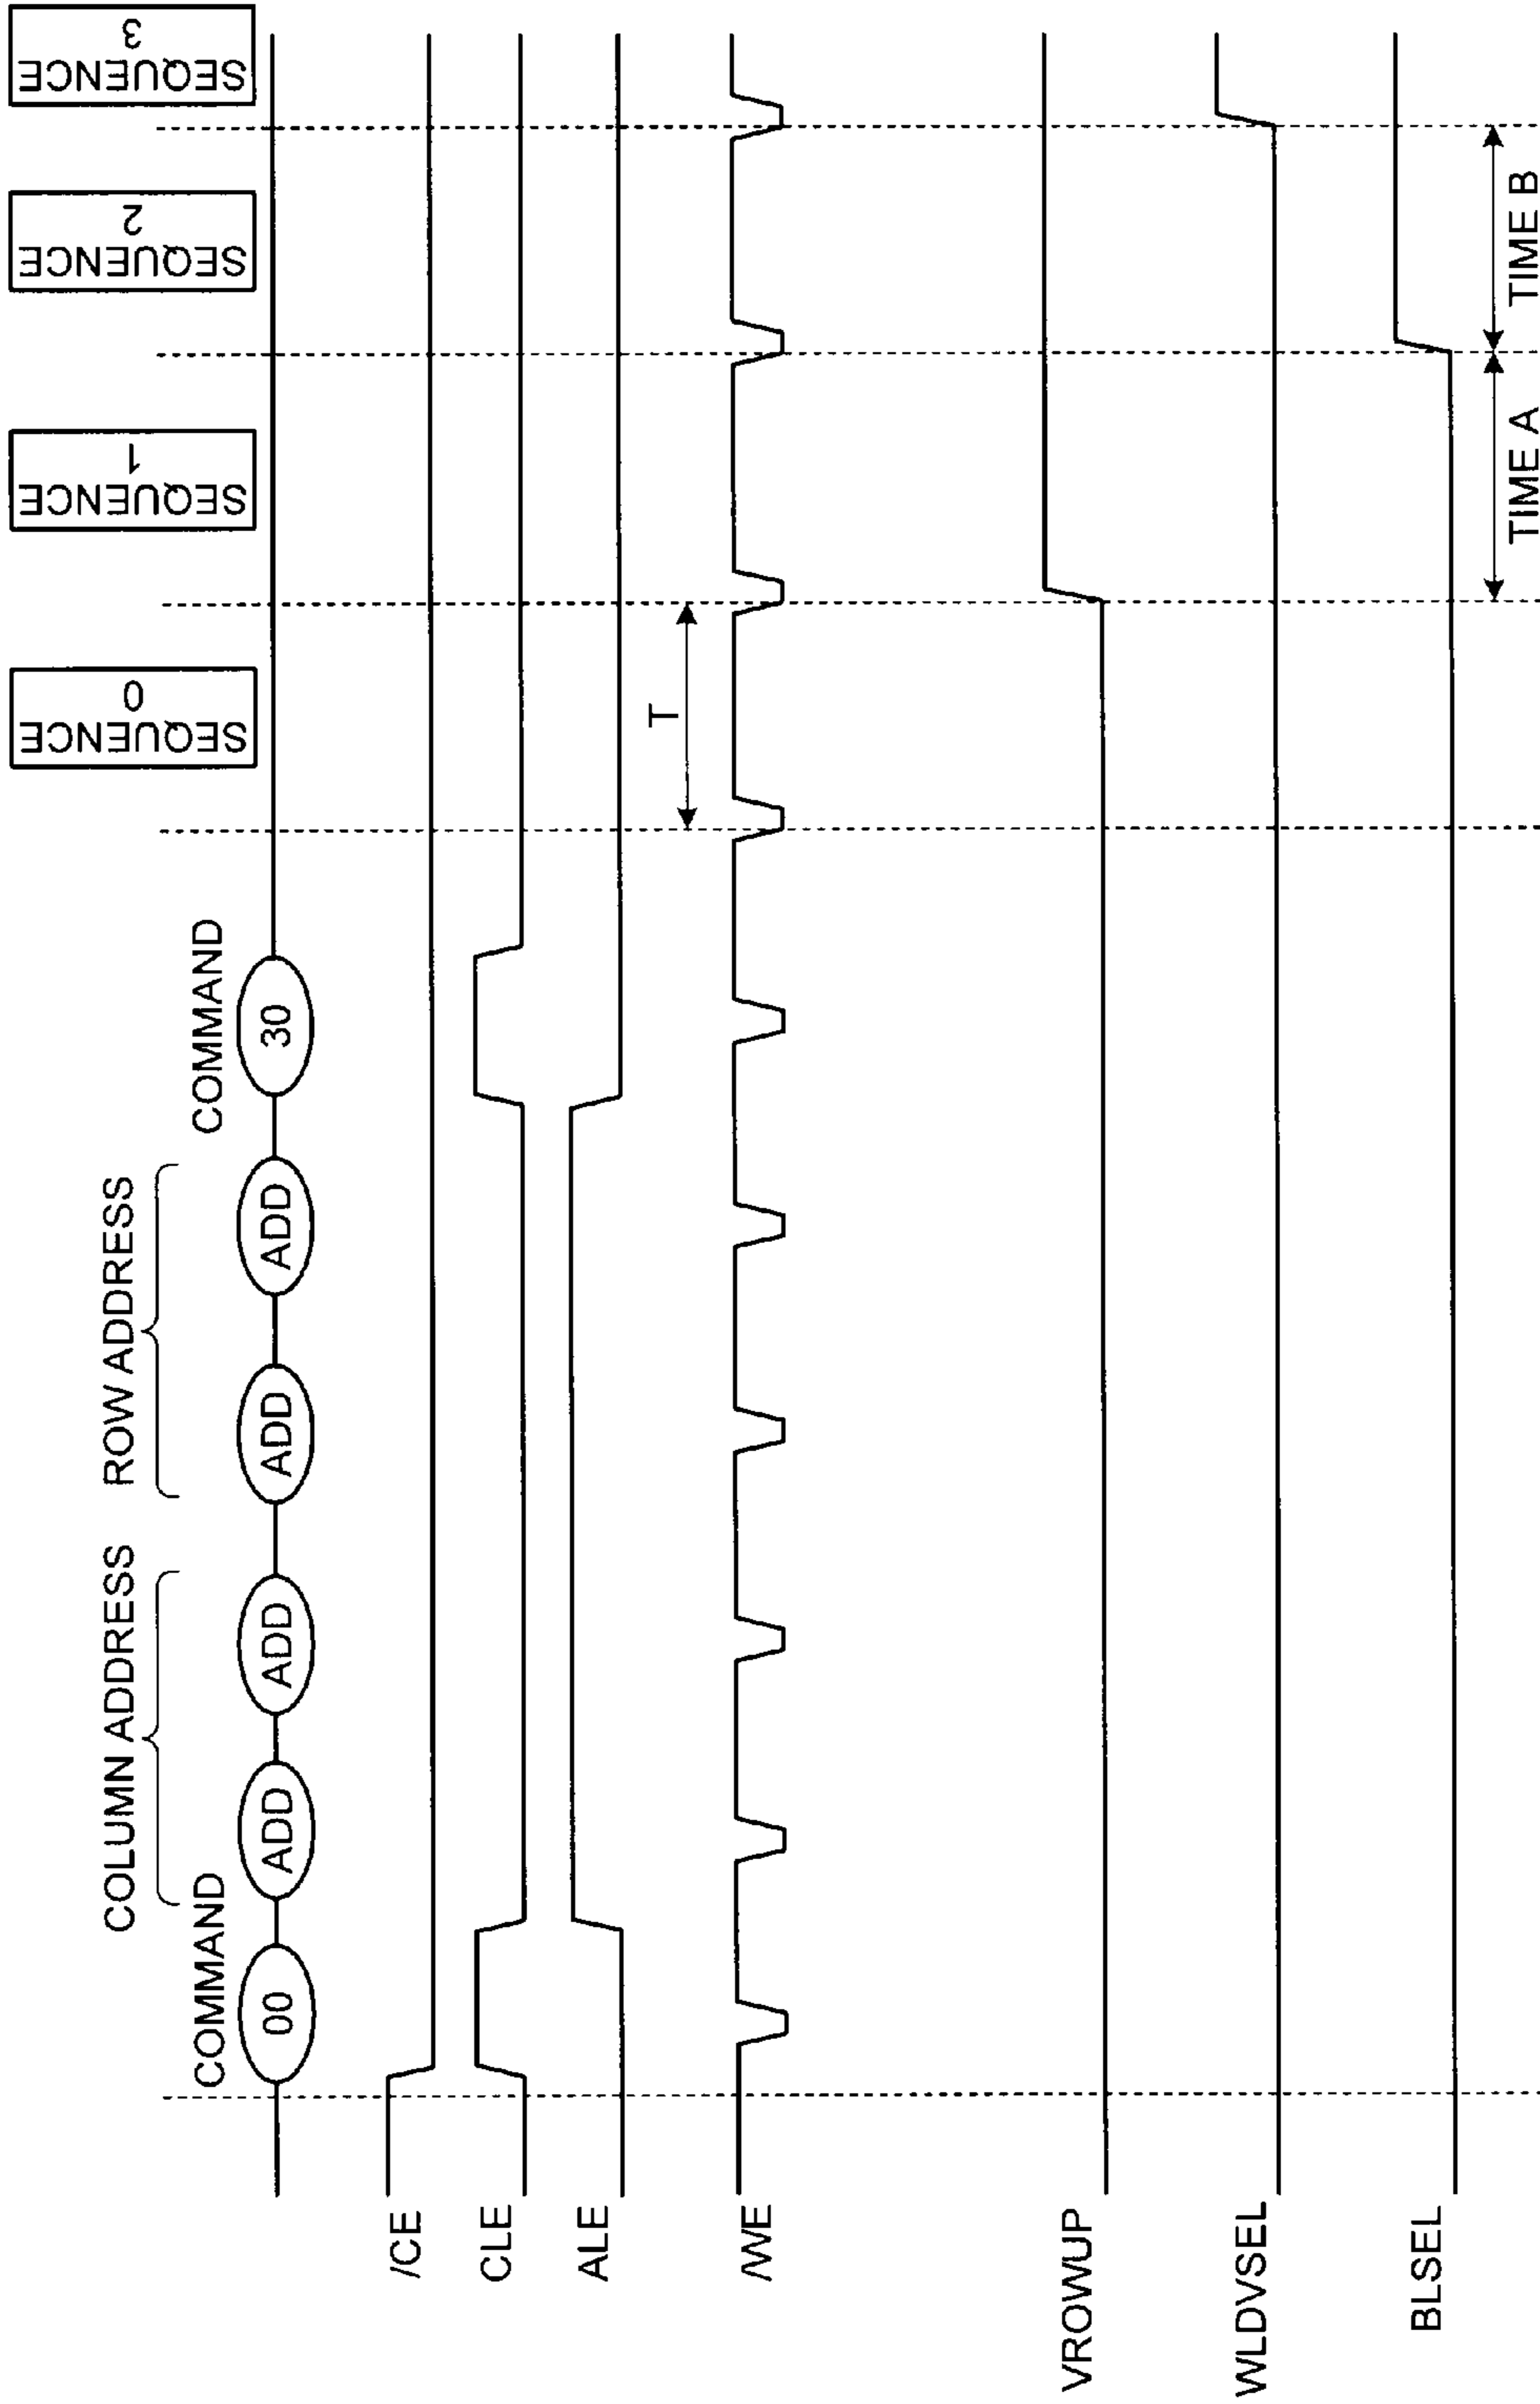 SEQUENCE
0
SEQUENCE
1
SEQUENCE
2
SEQUENCE
3
COLUMN ADDRESS
ROW ADDRESS
COMMAND
COMMAND
00
ADD
ADD
ADD
ADD
30
/CE
CLE
ALE
T
/WE
VROWUP
WLDVSEL
BLSEL
TIME A
TIME B